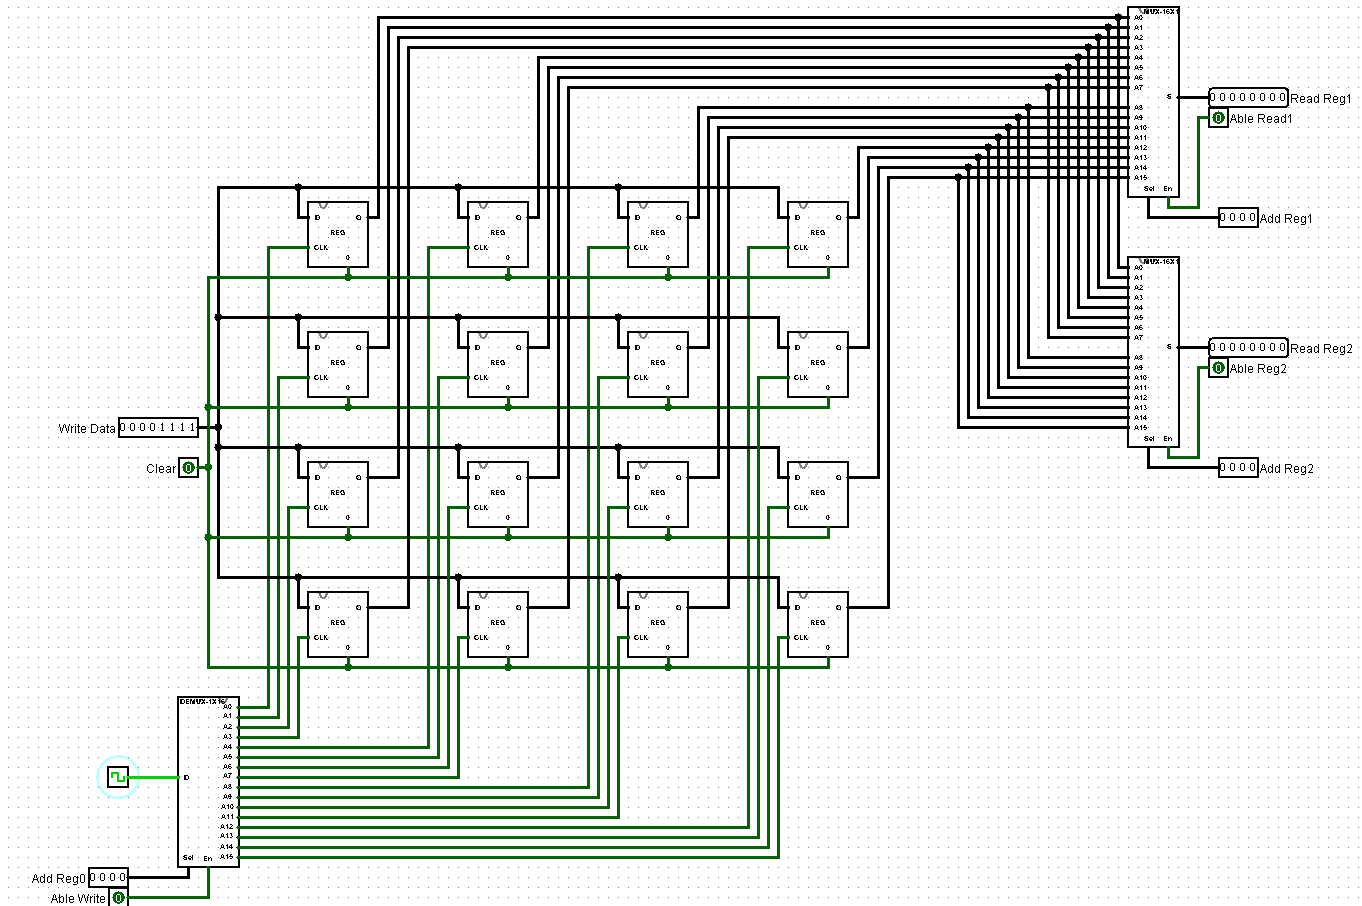 MUX-16X1
A0
A1
A2
A3
A4
A5
A6
A7
A8
A9
A10
A11
A12
A13
A14
A15
S
Sel En
0 0 0 0 0 0 0 0 Read Reg1
0 Able Read1
0 0 0 0 Add Reg1
D Q D Q D Q D Q
REG REG REG REG
CLK CLK CLK CLK
0 0 0 0
MUX-16X1
A0
A1
A2
A3
A4
A5
A6
A7
A8
A9
A10
A11
A12
A13
A14
A15
S
Sel En
0 0 0 0 0 0 0 0 Read Reg2
0 Able Reg2
0 0 0 0 Add Reg2
D Q D Q D Q D Q
REG REG REG REG
CLK CLK CLK CLK
0 0 0 0
Write Data 0 0 0 0 1 1 1 1
Clear 0
D Q D Q D Q D Q
REG REG REG REG
CLK CLK CLK CLK
0 0 0 0
D Q D Q D Q D Q
REG REG REG REG
CLK CLK CLK CLK
0 0 0 0
DEMUX-1X16
A0
A1
A2
A3
A4
A5
A6
A7
A8
A9
A10
A11
A12
A13
A14
A15
D
Sel En
Add Reg0 0 0 0 0
Able Write 0